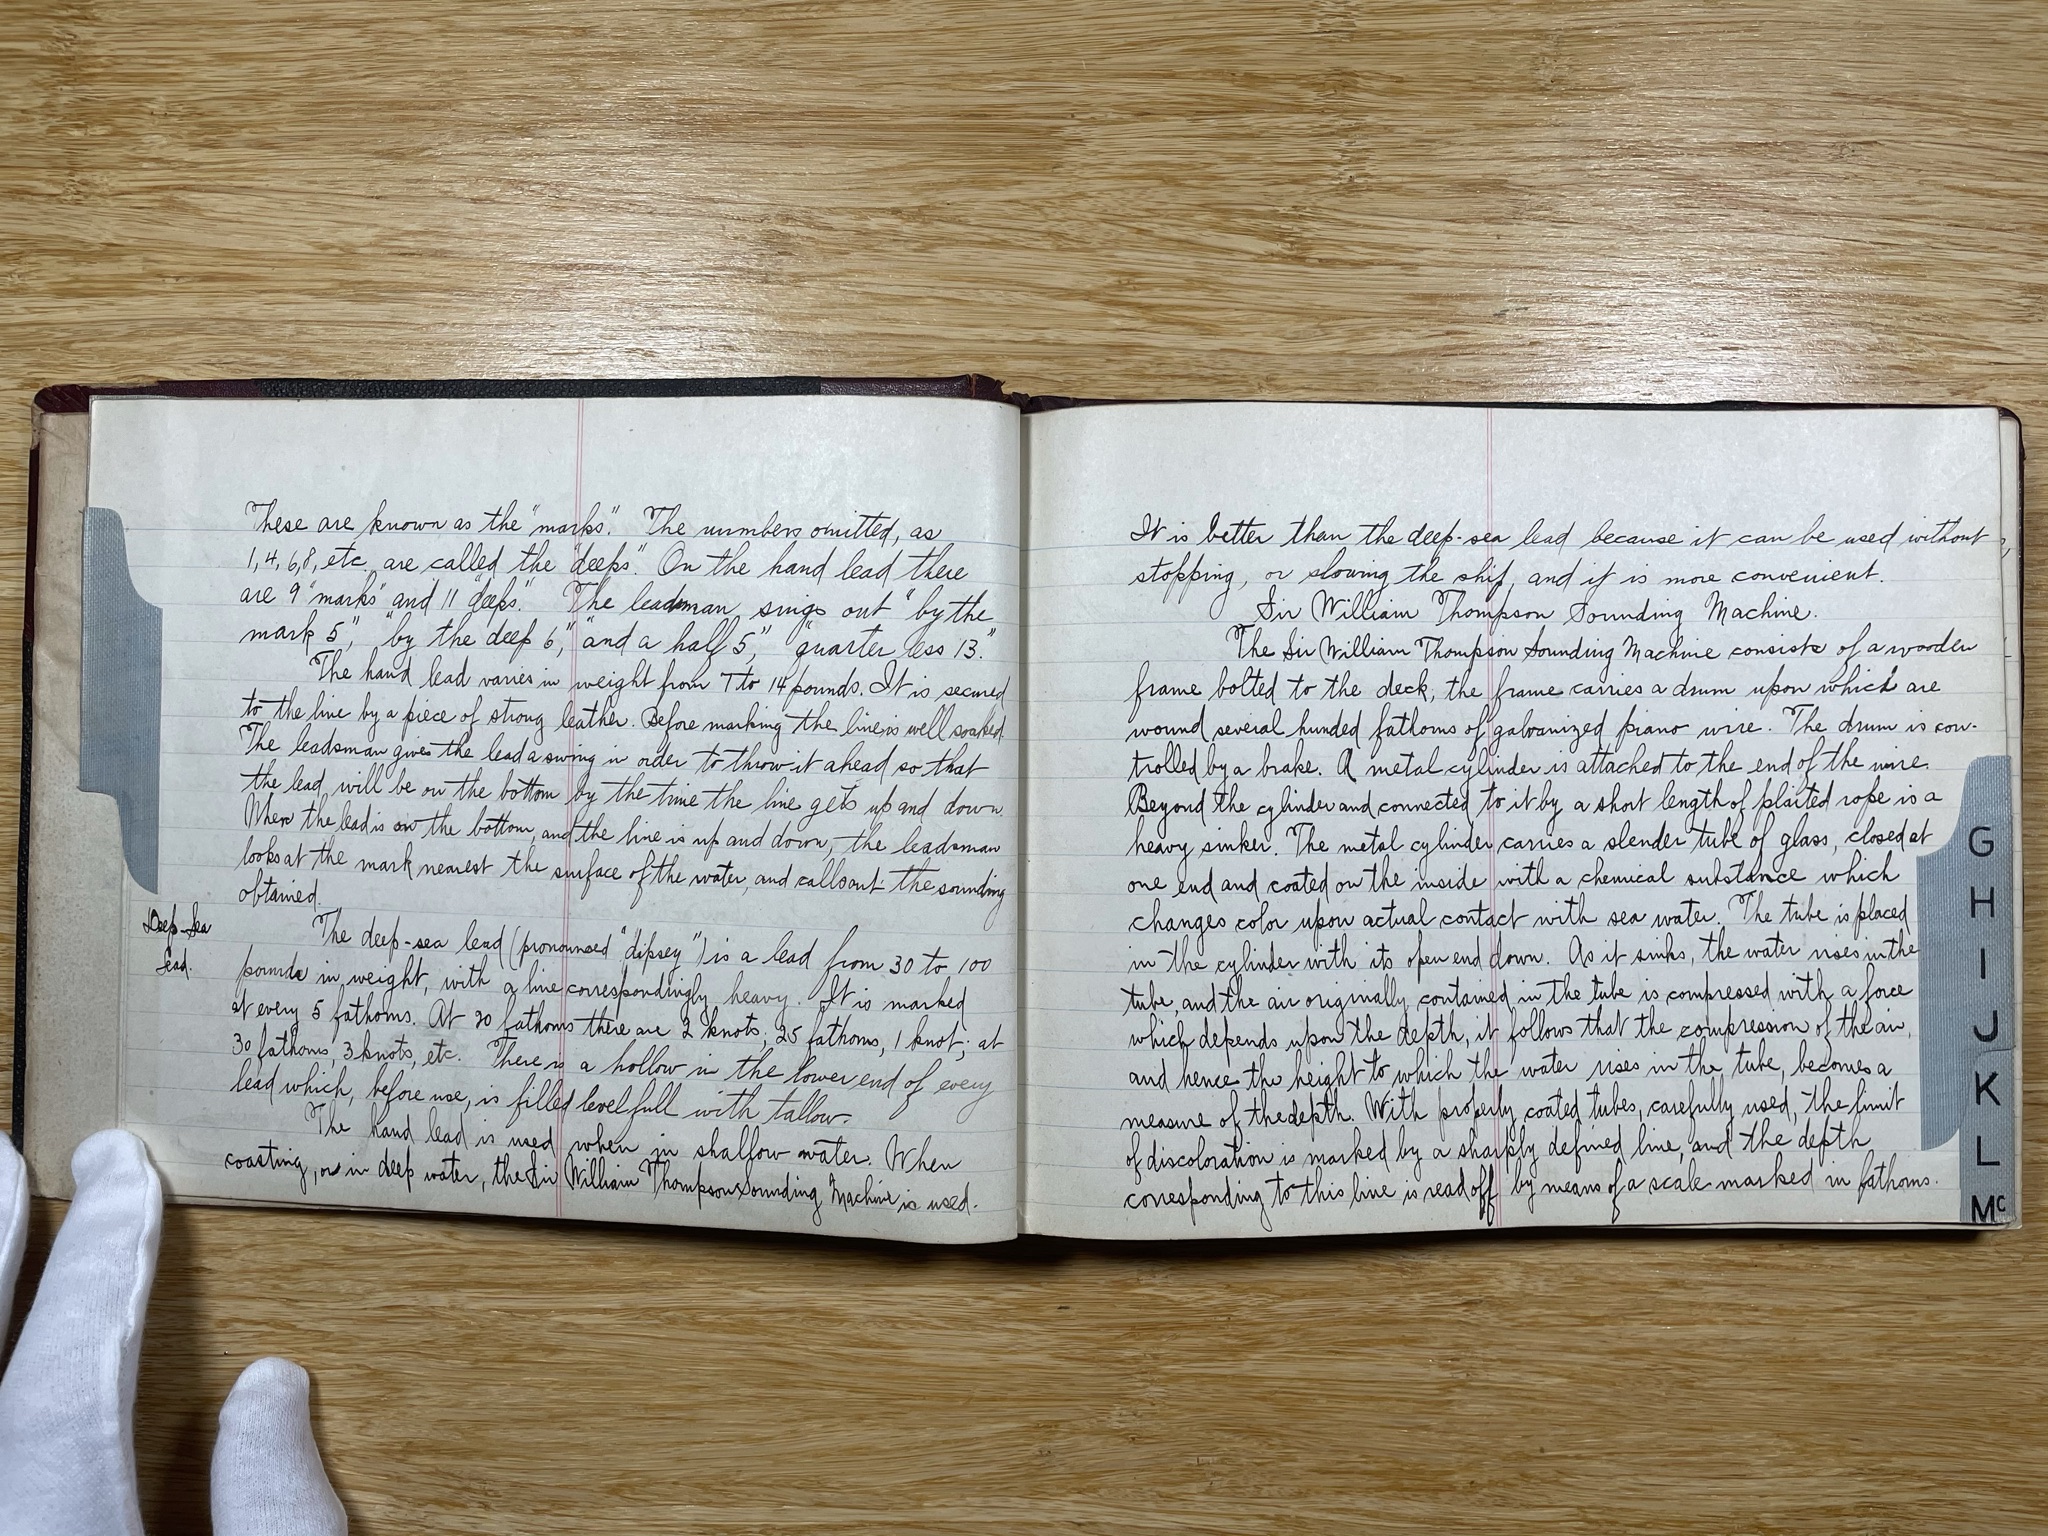 These are known as the "marks". The numbers omitted, as
1, 4, 6, 8, etc. are called the "deeps". On the hand lead there
are 9 "marks" and 11 "deeps". The leadsman sings out "by the
mark 5", "by the deep 6", "and a half 5", "quarter less 13."
The hand lead varies in weight from 7 to 14 pounds. It is secured
to the line by a piece of strong leather. Before marking the line is well soaked.
The leadsman gives the lead a swing in order to throw it ahead so that
the lead will be on the bottom by the time the line gets up and down.
When the lead is on the bottom, and the line is up and down, the leadsman
looks at the mark nearest the surface of the water, and calls out the sounding
obtained.
Deep-Sea
Lead.
The deep-sea lead (pronounced "dipsey") is a lead from 30 to 100
pounds in weight, with a line correspondingly heavy. It is marked
at every 5 fathoms. At 20 fathoms there are 2 knots; 25 fathoms, 1 knot; at
30 fathoms, 3 knots, etc. There is a hollow in the lower end of every
lead which, before use, is filled level full with tallow.
The hand lead is used when in shallow water. When
coasting, or in deep water, the Sir William Thompson Sounding Machine is used.
It is better than the deep-sea lead because it can be used without
stopping, or slowing the ship, and it is more convenient.
Sir William Thompson Sounding Machine.
The Sir William Thompson Sounding Machine consists of a wooden
frame bolted to the deck; the frame carries a drum upon which are
wound several hunded fathoms of galvanized piano wire. The drum is con-
trolled by a brake. A metal cylinder is attached to the end of the wire.
Beyond the cylinder and connected to it by a short length of plaited rope is a
heavy sinker. The metal cylinder carries a slender tube of glass, closed at
one end and coated on the inside with a chemical substance which
changes color upon actual contact with sea water. The tube is placed
in the cylinder with its open end down. As it sinks, the water rises in the
tube, and the air originally contained in the tube is compressed with a force
which depends upon the depth, it follows that the compression of the air,
and hence the height to which the water rises in the tube, becomes a
measure of the depth. With properly coated tubes, carefully used, the limit
of discoloration is marked by a sharply defined line, and the depth
corresponding to this line is read off by means of a scale marked in fathoms.
G
H
I
J
K
L
Mc